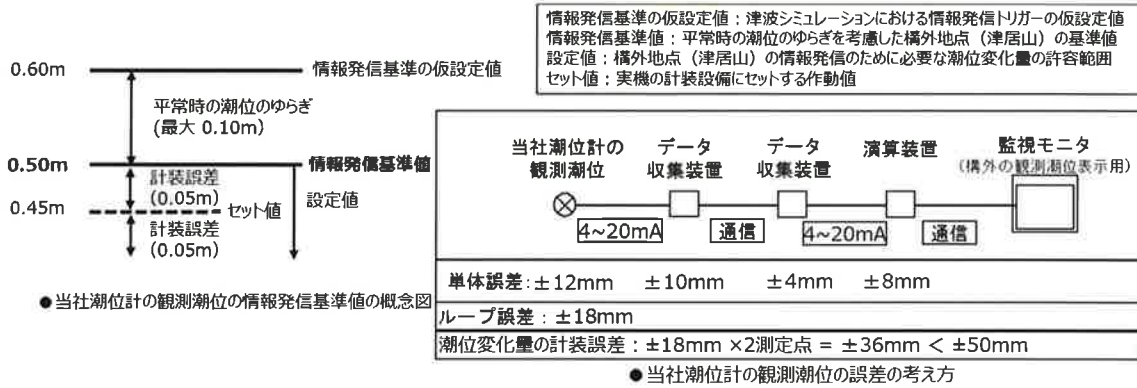 情報発信基準の仮設定値：津波シミュレーションにおける情報発信トリガーの仮設定値
情報発信基準値：平常時の潮位のゆらぎを考慮した構外地点（津居山）の基準値
設定値：構外地点（津居山）の情報発信のために必要な潮位変化量の許容範囲
セット値：実機の計装設備にセットする作動値
0.60m
情報発信基準の仮設定値
平常時の潮位のゆらぎ
(最大 0.10m)
0.50m
情報発信基準値
計装誤差
(0.05m)
設定値
0.45m
セット値
計装誤差
(0.05m)
●当社潮位計の観測潮位の情報発信基準値の概念図
当社潮位計の
観測潮位
データ
収集装置
データ
収集装置
演算装置
監視モニタ
(構外の観測潮位表示用)
4~20mA
通信
4~20mA
通信
単体誤差：±12mm ±10mm ±4mm ±8mm
ループ誤差：±18mm
潮位変化量の計装誤差：±18mm ×2測定点 = ±36mm < ±50mm
●当社潮位計の観測潮位の誤差の考え方